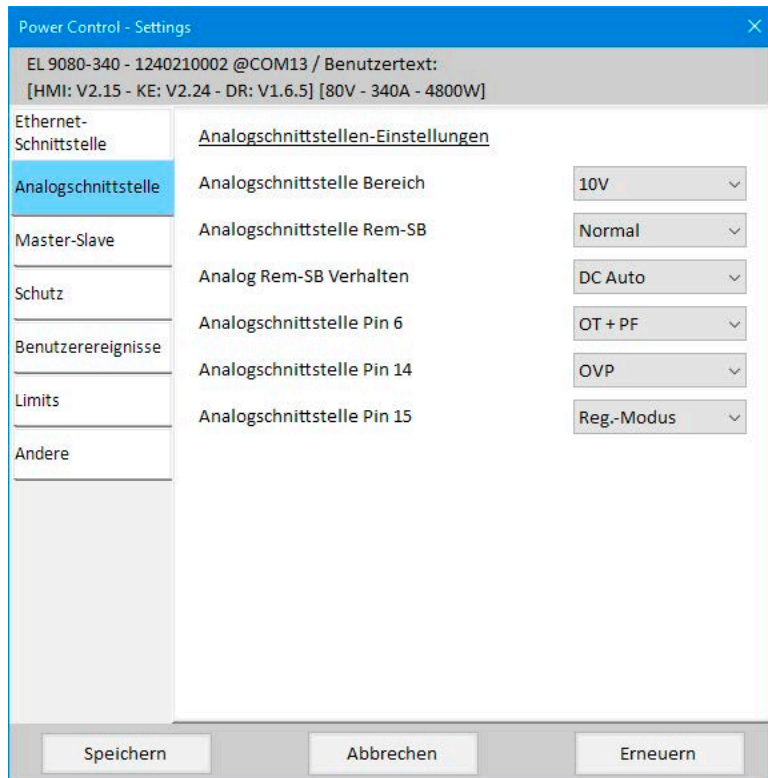 Power Control - Settings
EL 9080-340 - 1240210002 @COM13 / Benutzertext:
[HMI: V2.15 - KE: V2.24 - DR: V1.6.5] [80V - 340A - 4800W]
Ethernet-
Schnittstelle
Analogschnittstelle
Master-Slave
Schutz
Benutzerereignisse
Limits
Andere
Analogschnittstellen-Einstellungen
Analogschnittstelle Bereich 10V
Analogschnittstelle Rem-SB Normal
Analog Rem-SB Verhalten DC Auto
Analogschnittstelle Pin 6 OT + PF
Analogschnittstelle Pin 14 OVP
Analogschnittstelle Pin 15 Reg.-Modus
Speichern Abbrechen Erneuern